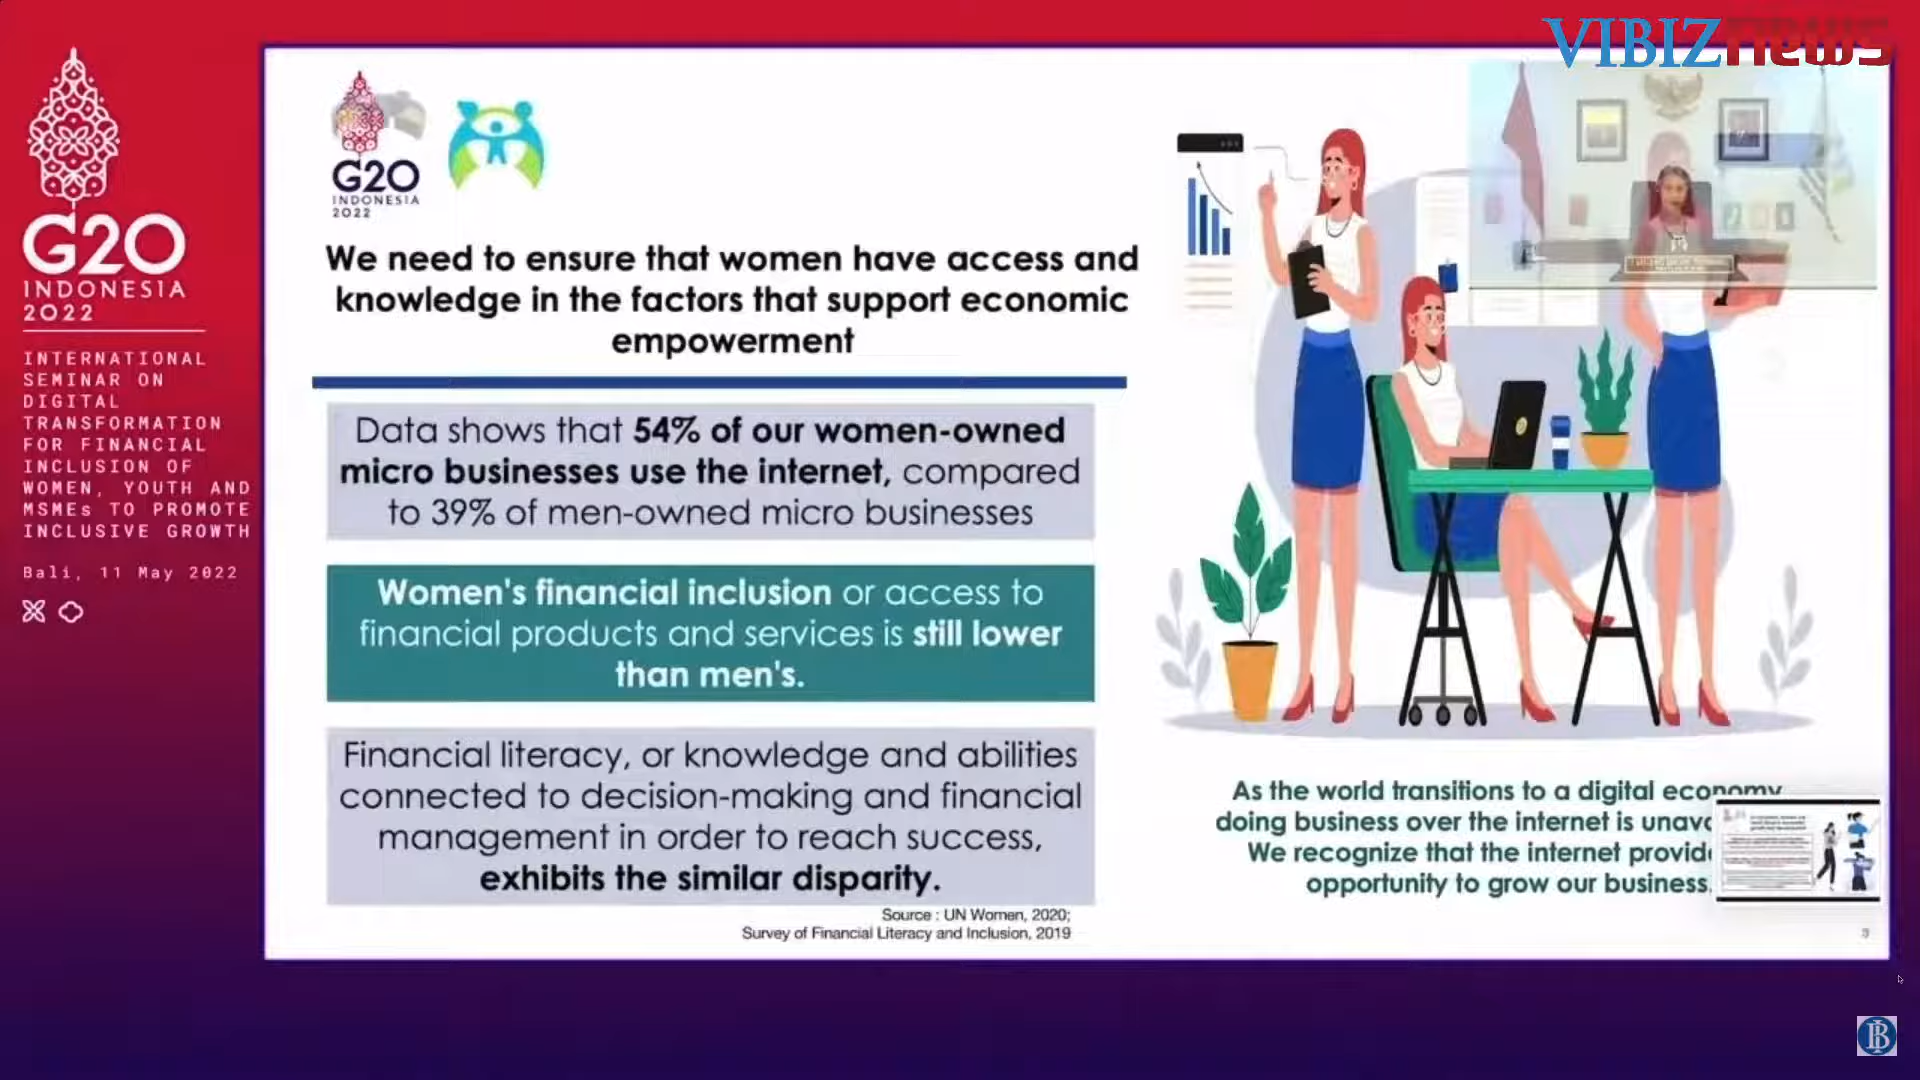 VIBIZnews
G20
INDONESIA
2022
INTERNATIONAL
SEMINAR ON
DIGITAL
TRANSFORMATION
FOR FINANCIAL
INCLUSION OF
WOMEN, YOUTH AND
MSMEs TO PROMOTE
INCLUSIVE GROWTH
Bali, 11 May 2022
G20
INDONESIA
2022
We need to ensure that women have access and
knowledge in the factors that support economic
empowerment
Data shows that 54% of our women-owned
micro businesses use the internet, compared
to 39% of men-owned micro businesses
Women's financial inclusion or access to
financial products and services is still lower
than men's.
Financial literacy, or knowledge and abilities
connected to decision-making and financial
management in order to reach success,
exhibits the similar disparity.
Source : UN Women, 2020;
Survey of Financial Literacy and Inclusion, 2019
As the world transitions to a digital economy
doing business over the internet is
We recognize that the internet
opportunity to grow our business
3